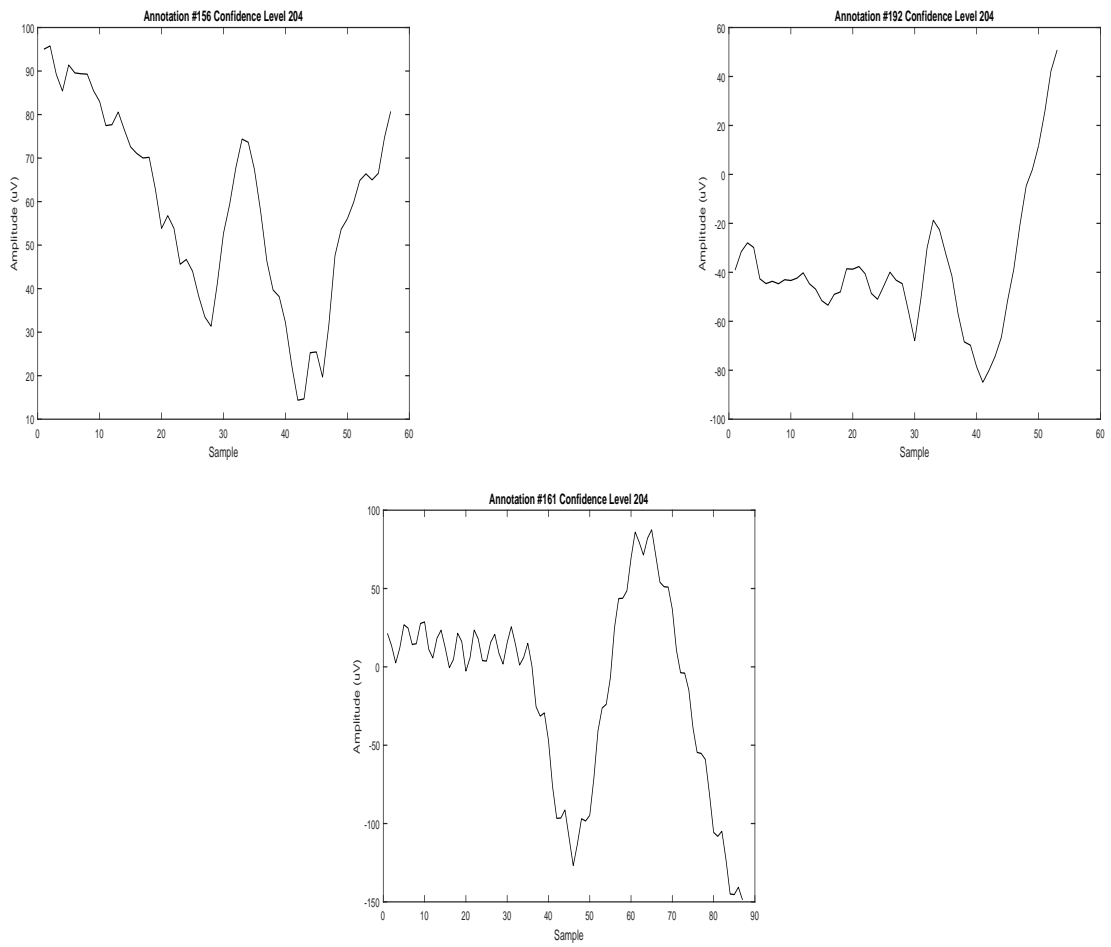 Annotation #156 Confidence Level 204
100
90
80
70
60
50
40
30
20
10
Amplitude (uV)
0 10 20 30 40 50 60
Sample
Annotation #192 Confidence Level 204
60
40
20
0
-20
-40
-60
-80
-100
Amplitude (uV)
0 10 20 30 40 50 60
Sample
Annotation #161 Confidence Level 204
100
50
0
-50
-100
-150
Amplitude (uV)
0 10 20 30 40 50 60 70 80 90
Sample